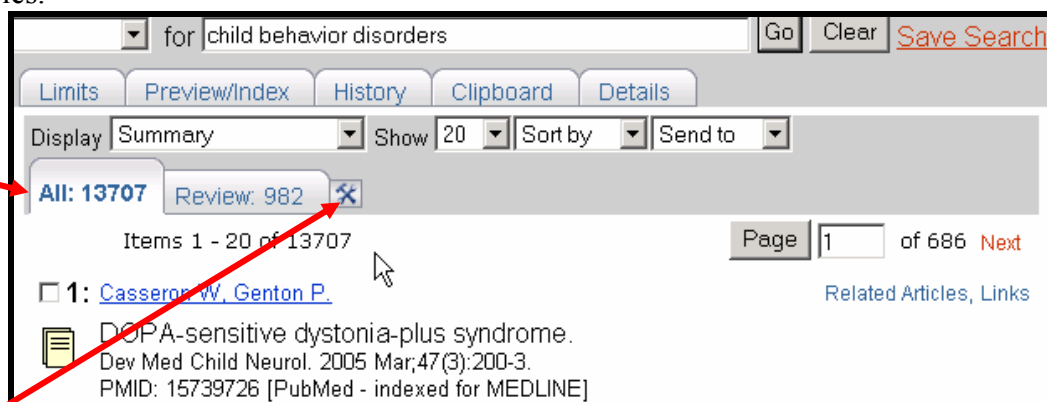 for child behavior disorders Go Clear Save Search
Limits Preview/Index History Clipboard Details
Display Summary Show 20 Sort by Send to
All: 13707 Review: 982
Items 1 - 20 of 13707 Page 1 of 686 Next
1: Casseron W, Genton P. Related Articles, Links
DOPA-sensitive dystonia-plus syndrome.
Dev Med Child Neurol. 2005 Mar;47(3):200-3.
PMID: 15739726 [PubMed - indexed for MEDLINE]